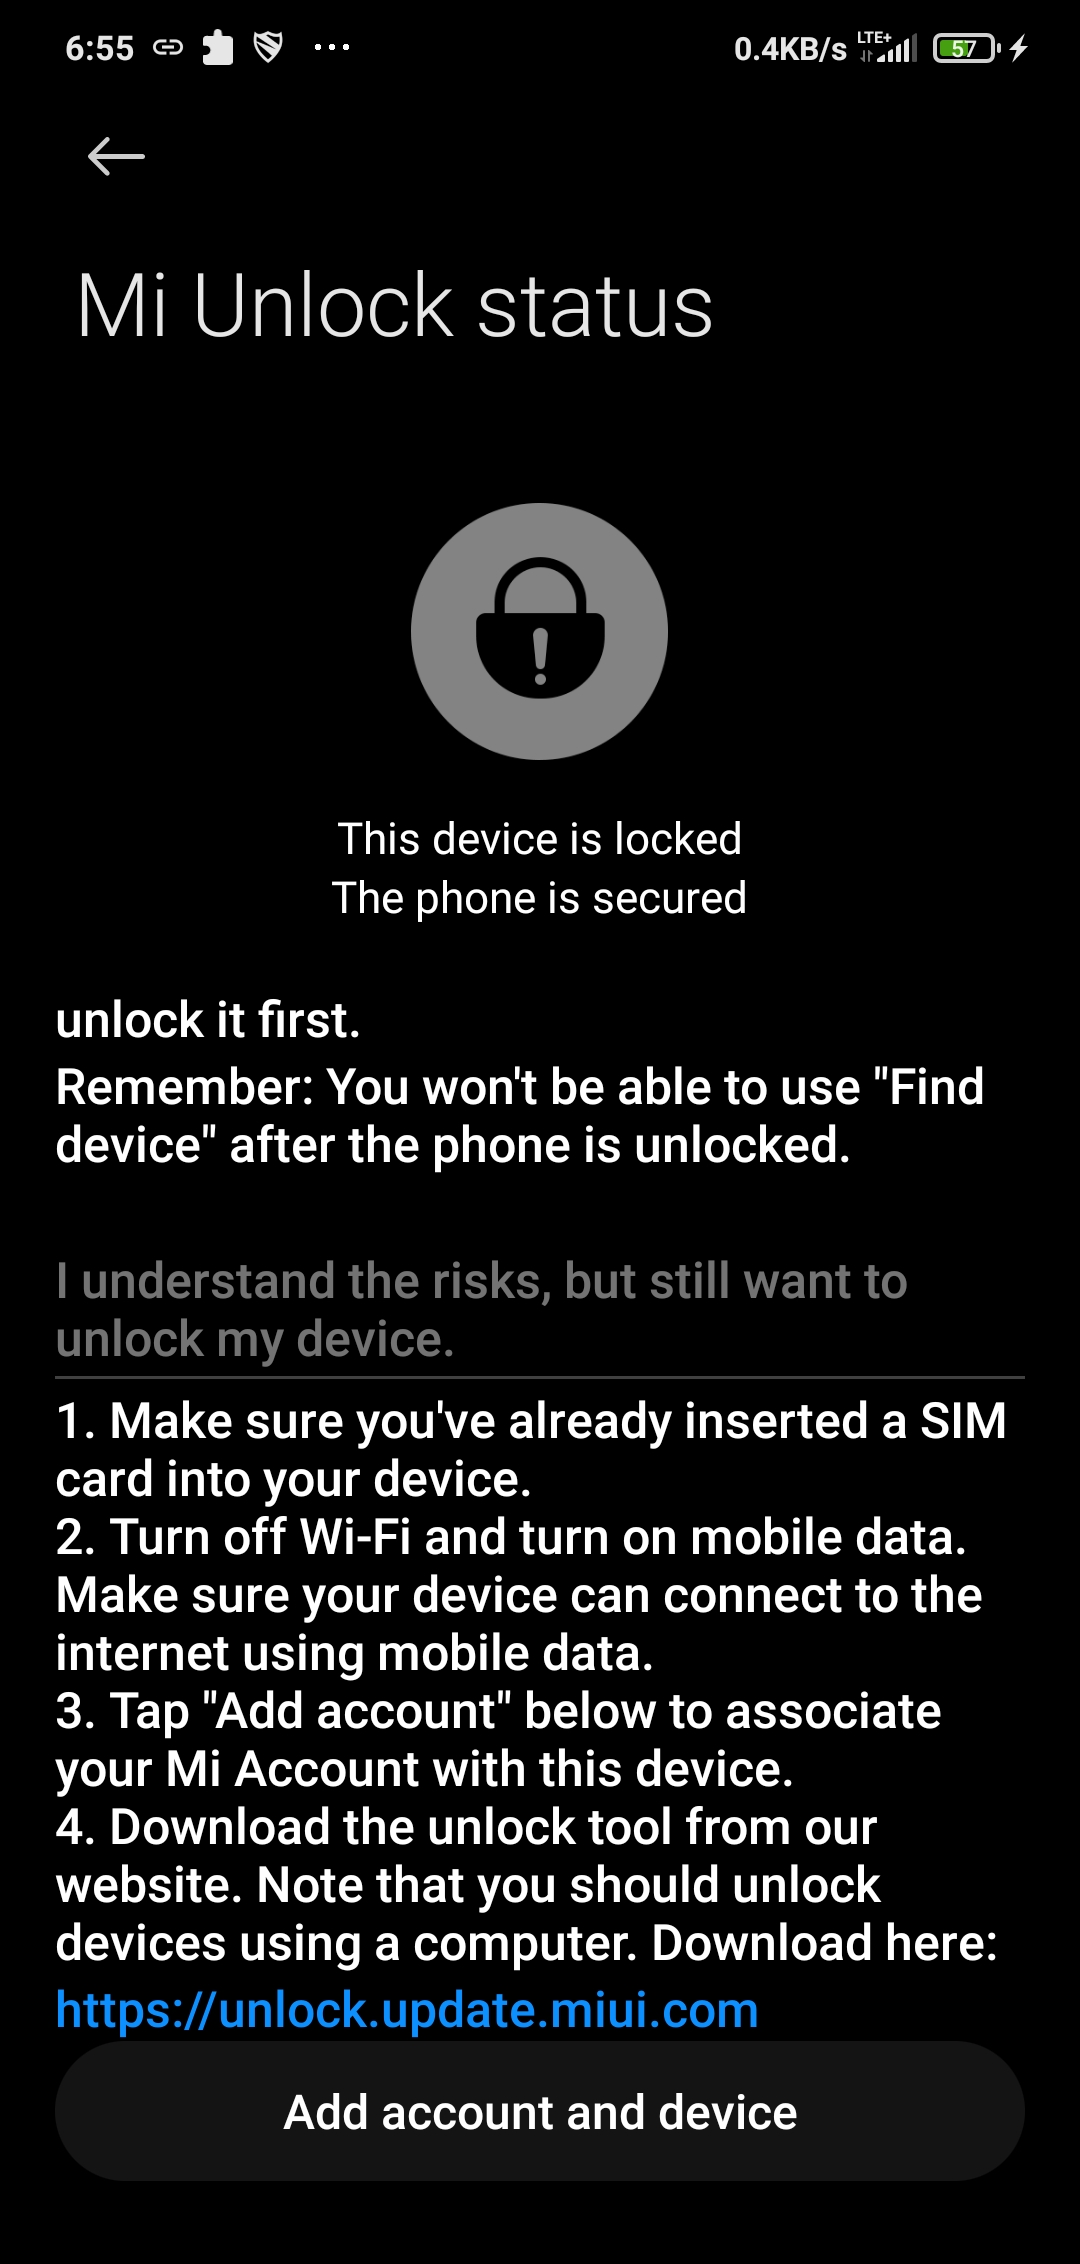 6:55 0.4KB/s LTE+ 57
Mi Unlock status
This device is locked
The phone is secured
unlock it first.
Remember: You won't be able to use "Find
device" after the phone is unlocked.
I understand the risks, but still want to
unlock my device.
1. Make sure you've already inserted a SIM
card into your device.
2. Turn off Wi-Fi and turn on mobile data.
Make sure your device can connect to the
internet using mobile data.
3. Tap "Add account" below to associate
your Mi Account with this device.
4. Download the unlock tool from our
website. Note that you should unlock
devices using a computer. Download here:
https://unlock.update.miui.com
Add account and device